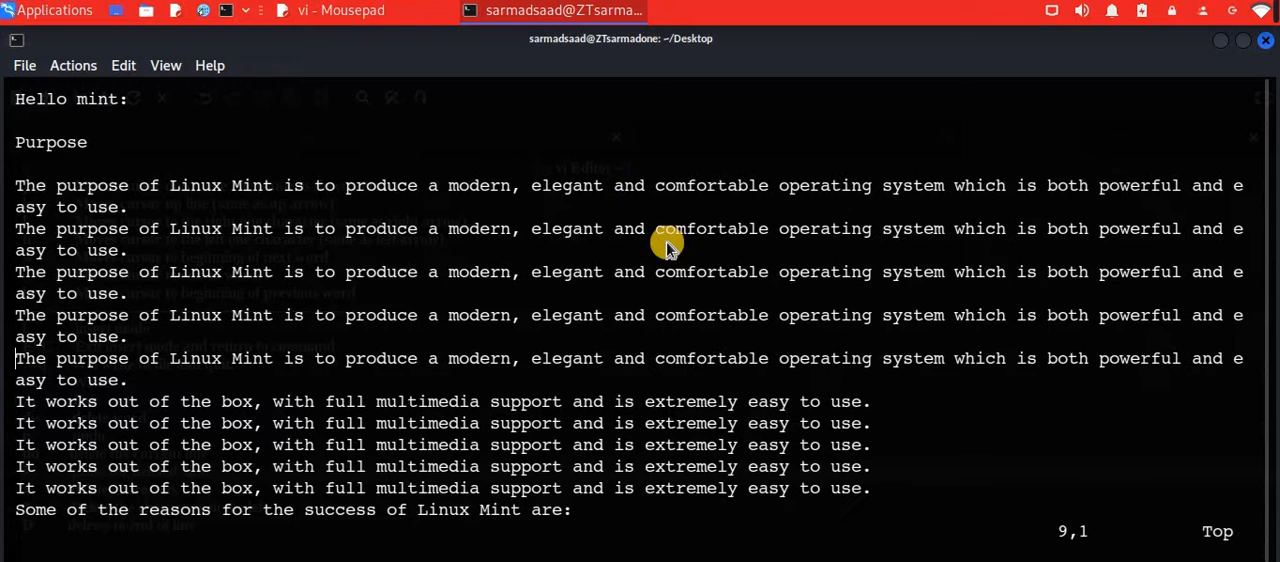 Applications
vi - Mousepad
sarmadsaad@ZTsarma...
sarmadsaad@ZTsarmadone: ~/Desktop
File Actions Edit View Help
Hello mint:
Purpose
The purpose of Linux Mint is to produce a modern, elegant and comfortable operating system which is both powerful and e
asy to use.
The purpose of Linux Mint is to produce a modern, elegant and comfortable operating system which is both powerful and e
asy to use.
The purpose of Linux Mint is to produce a modern, elegant and comfortable operating system which is both powerful and e
asy to use.
The purpose of Linux Mint is to produce a modern, elegant and comfortable operating system which is both powerful and e
asy to use.
The purpose of Linux Mint is to produce a modern, elegant and comfortable operating system which is both powerful and e
asy to use.
It works out of the box, with full multimedia support and is extremely easy to use.
It works out of the box, with full multimedia support and is extremely easy to use.
It works out of the box, with full multimedia support and is extremely easy to use.
It works out of the box, with full multimedia support and is extremely easy to use.
It works out of the box, with full multimedia support and is extremely easy to use.
Some of the reasons for the success of Linux Mint are:
9,1 Top